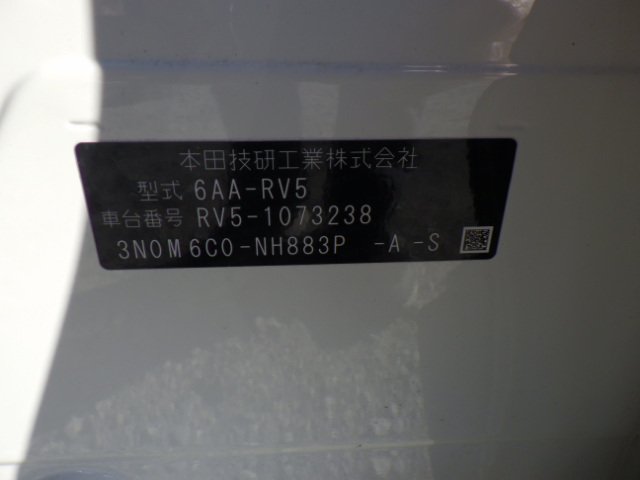 本田技研工業株式会社
型式 6AA-RV5
車台番号 RV5-1073238
3N0M6C0-NH883P -A-S